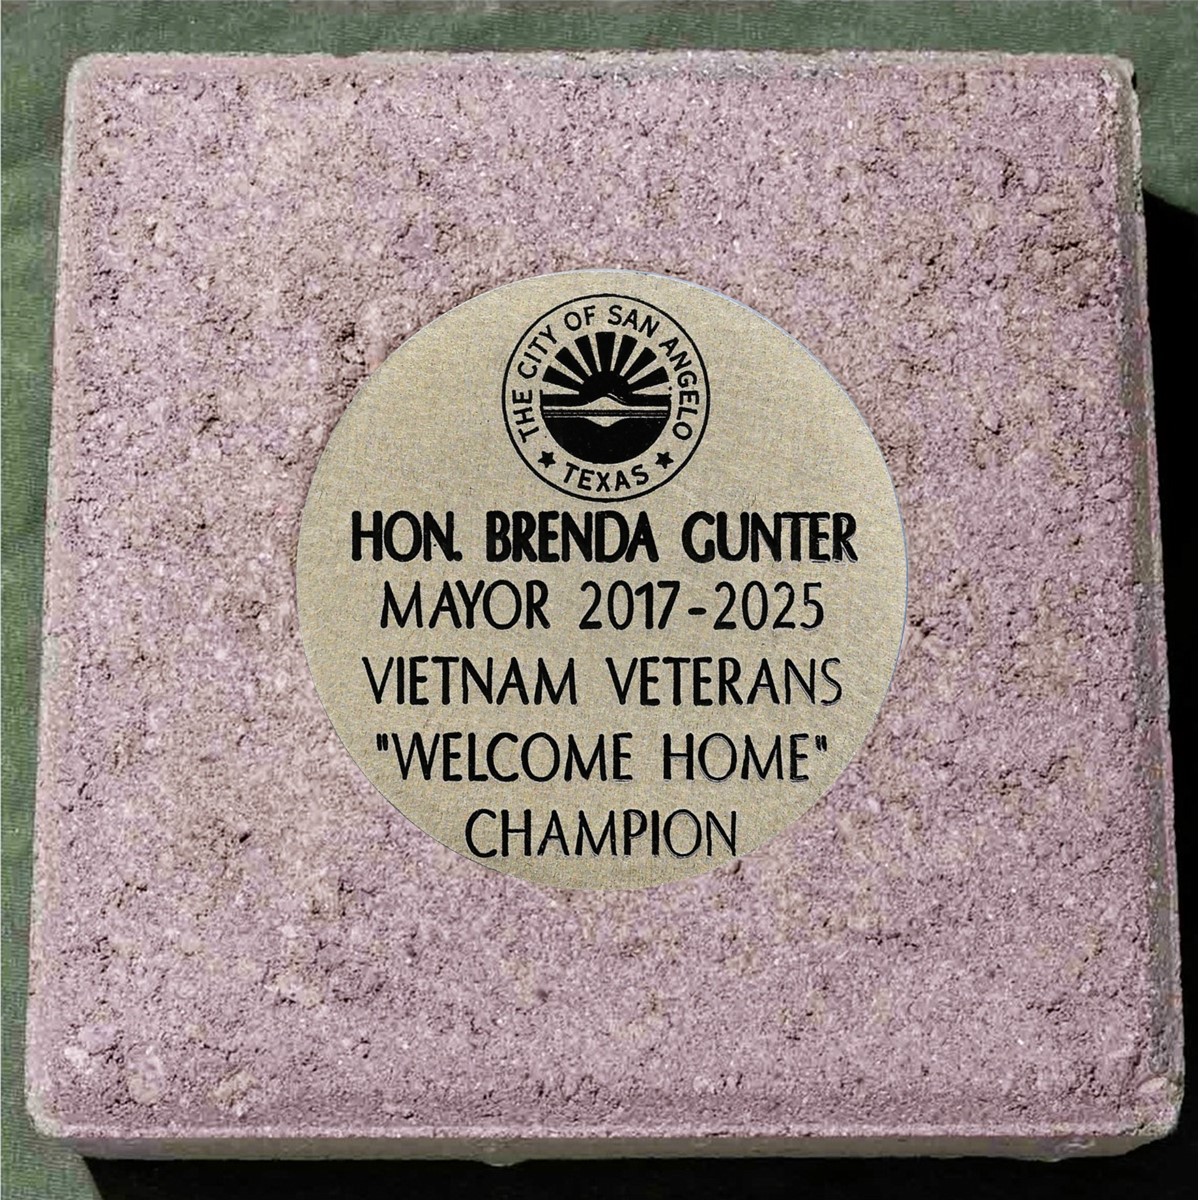 THE CITY OF SAN ANGELO
TEXAS
HON. BRENDA GUNTER
MAYOR 2017-2025
VIETNAM VETERANS
"WELCOME HOME"
CHAMPION